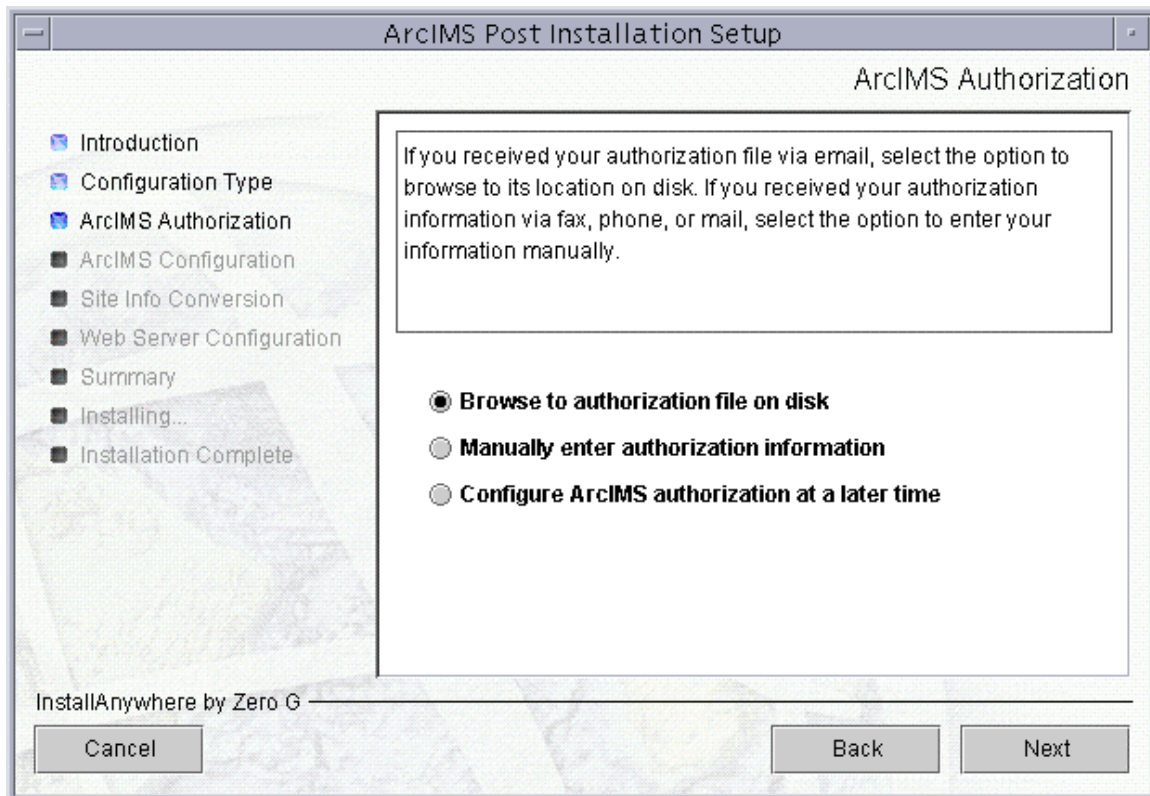 ArcIMS Post Installation Setup
ArcIMS Authorization
Introduction
Configuration Type
ArcIMS Authorization
ArcIMS Configuration
Site Info Conversion
Web Server Configuration
Summary
Installing...
Installation Complete
If you received your authorization file via email, select the option to
browse to its location on disk. If you received your authorization
information via fax, phone, or mail, select the option to enter your
information manually.
Browse to authorization file on disk
Manually enter authorization information
Configure ArcIMS authorization at a later time
InstallAnywhere by Zero G
Cancel
Back
Next